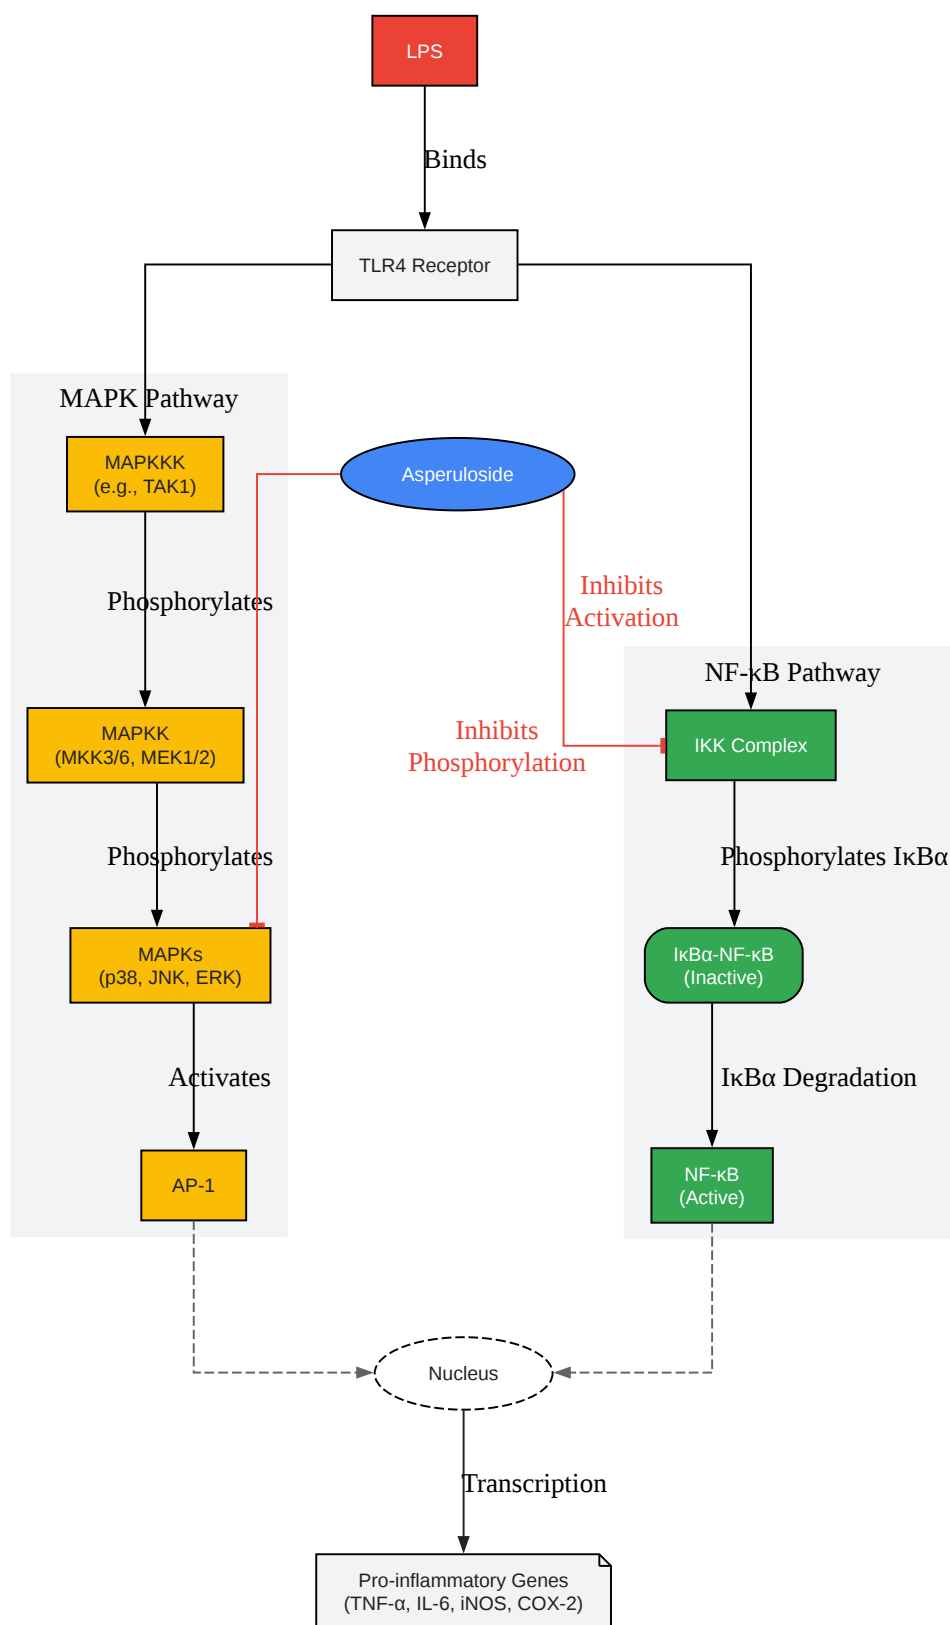 LPS
Binds
TLR4 Receptor
MAPK Pathway
MAPKKK
(e.g., TAK1)
Asperuloside
Phosphorylates
Inhibits
Activation
NF-κB Pathway
MAPKK
(MKK3/6, MEK1/2)
Inhibits
Phosphorylation
IKK Complex
Phosphorylates
Phosphorylates IκBα
MAPKs
(p38, JNK, ERK)
IκBα-NF-κB
(Inactive)
Activates
IκBα Degradation
AP-1
NF-κB
(Active)
Nucleus
Transcription
Pro-inflammatory Genes
(TNF-α, IL-6, iNOS, COX-2)